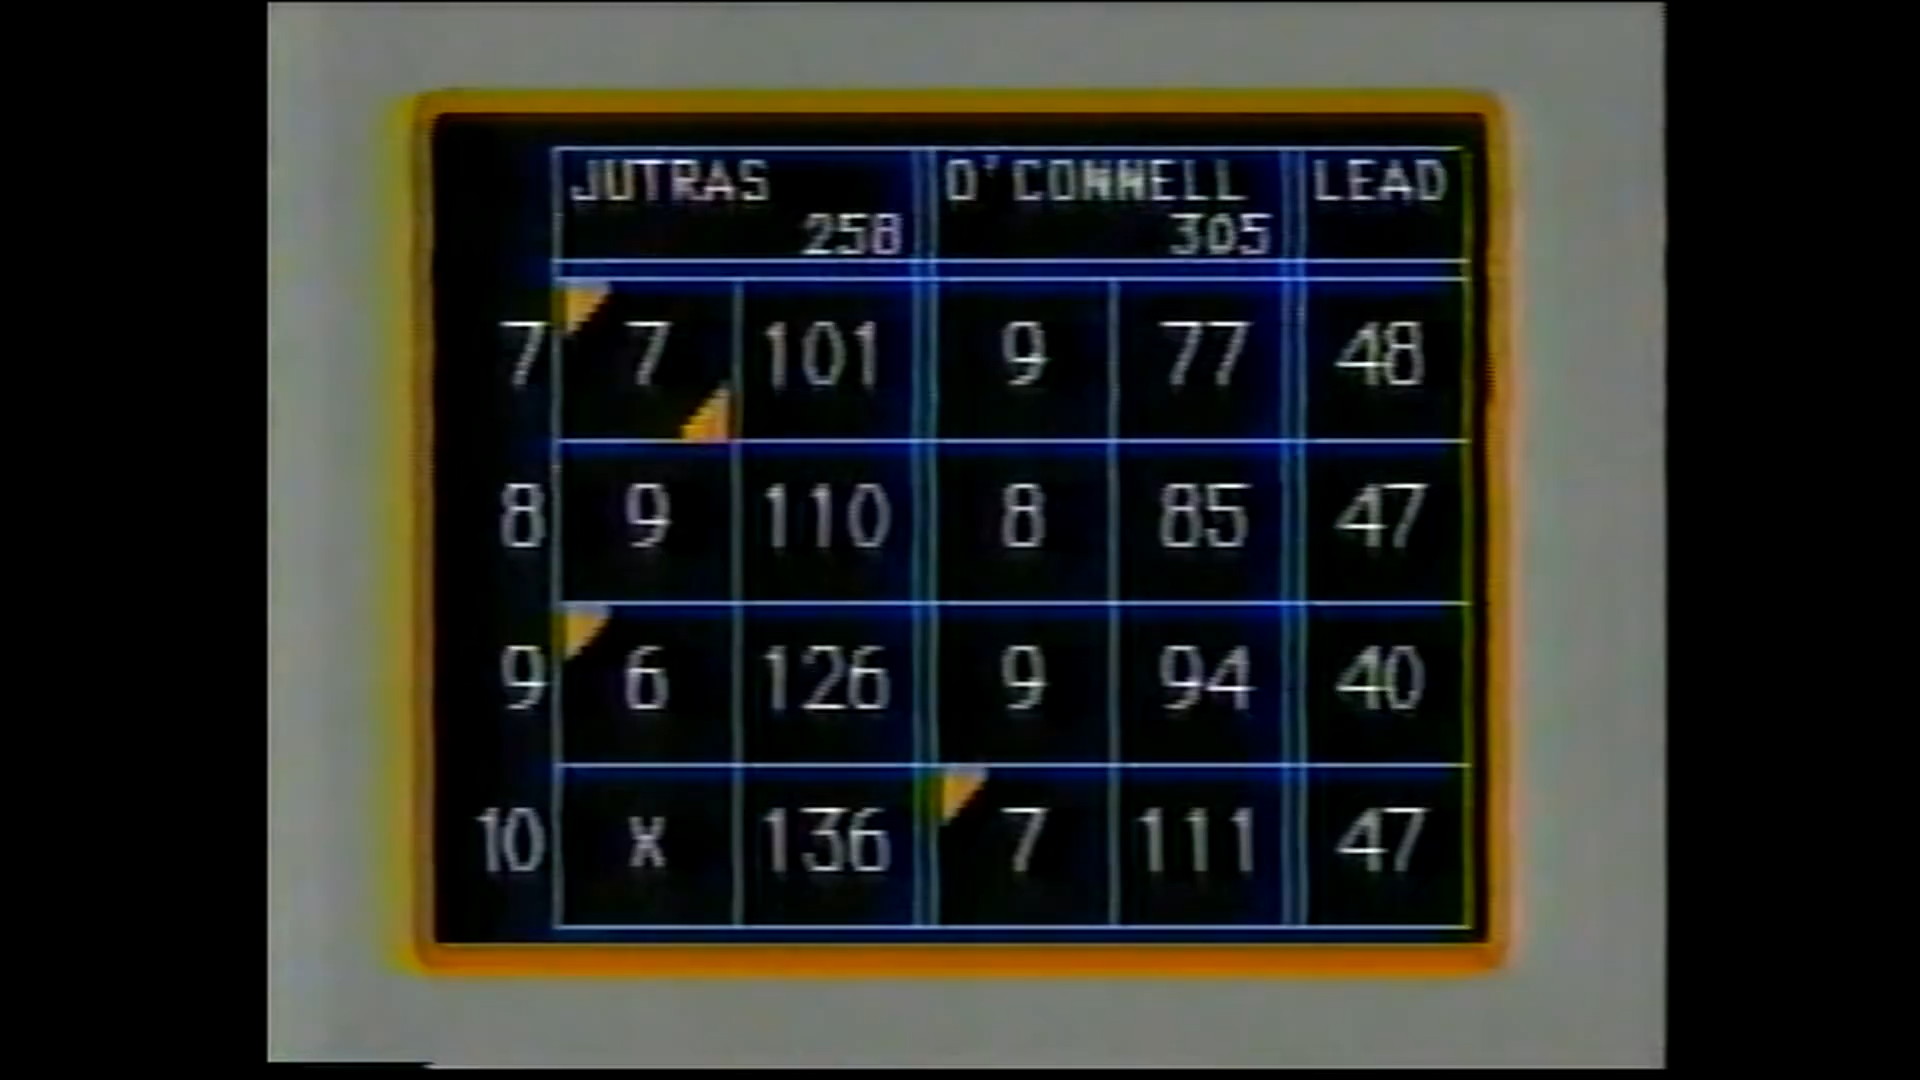 JUTRAS O'CONNELL LEAD
258 305
7 7 101 9 77 48
8 9 110 8 85 47
9 6 126 9 94 40
10 X 136 7 111 47